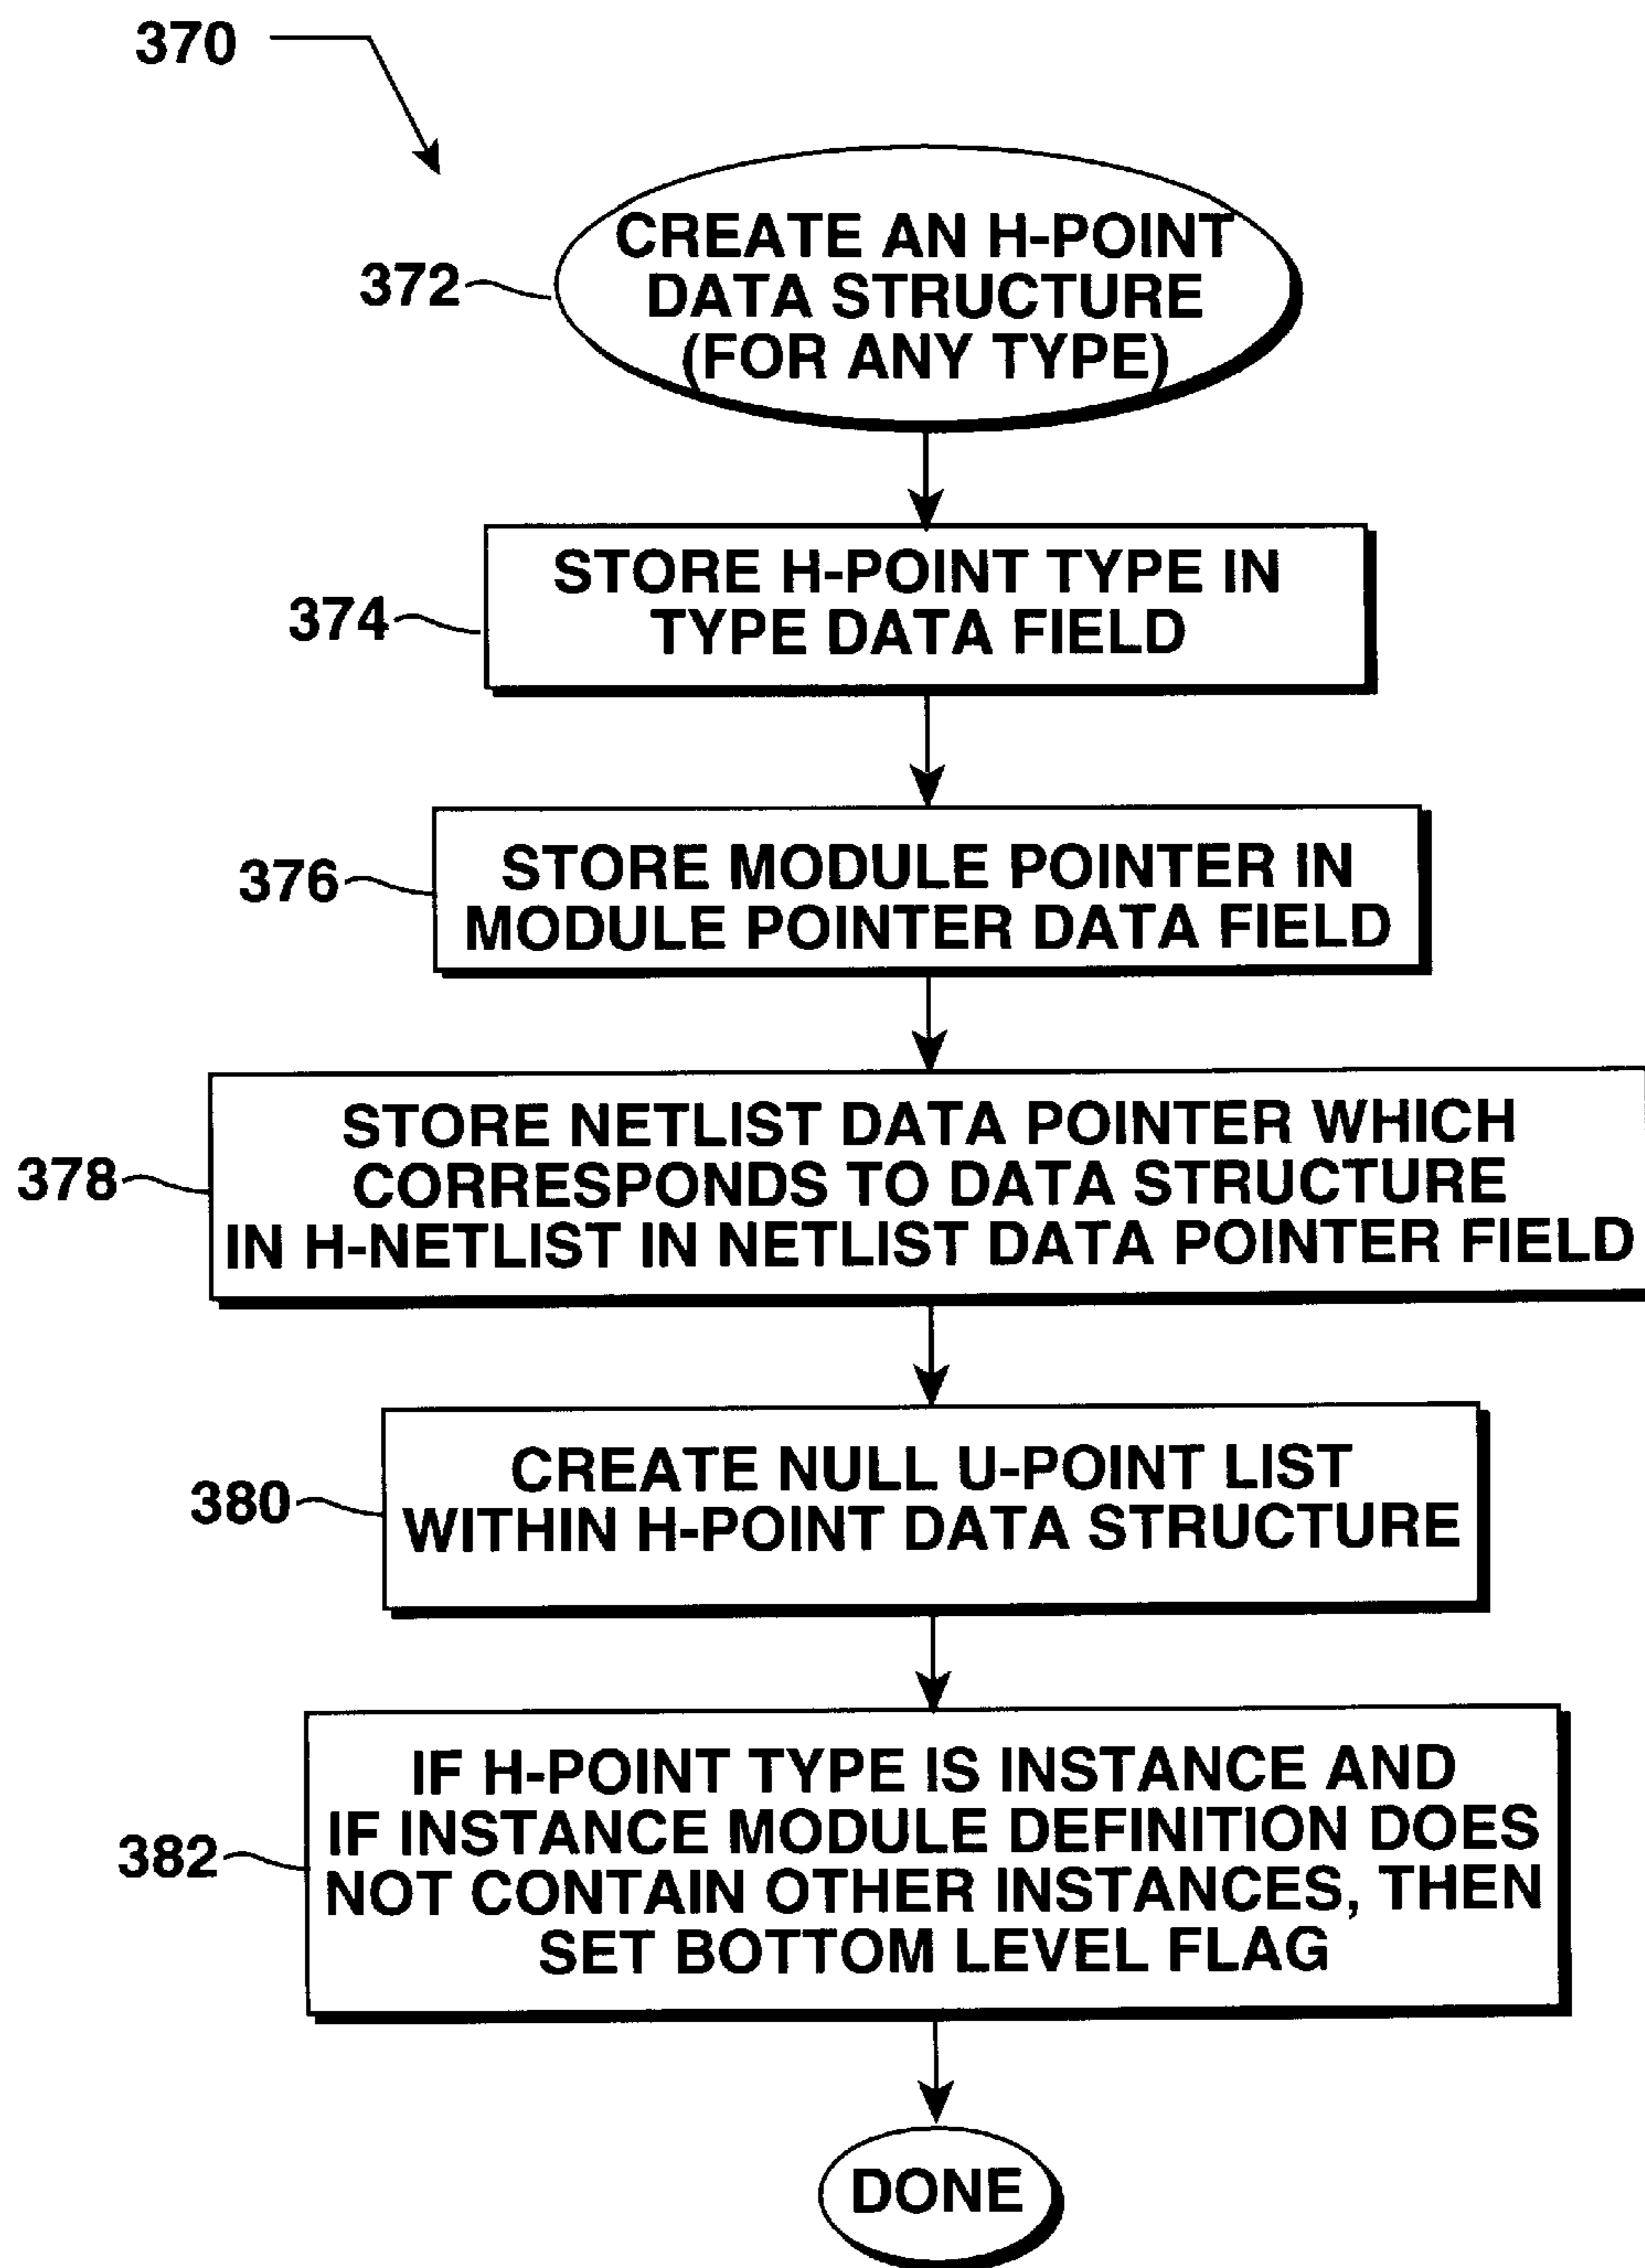 370
372
CREATE AN H-POINT
DATA STRUCTURE
(FOR ANY TYPE)
374
STORE H-POINT TYPE IN
TYPE DATA FIELD
376
STORE MODULE POINTER IN
MODULE POINTER DATA FIELD
378
STORE NETLIST DATA POINTER WHICH
CORRESPONDS TO DATA STRUCTURE
IN H-NETLIST IN NETLIST DATA POINTER FIELD
380
CREATE NULL U-POINT LIST
WITHIN H-POINT DATA STRUCTURE
382
IF H-POINT TYPE IS INSTANCE AND
IF INSTANCE MODULE DEFINITION DOES
NOT CONTAIN OTHER INSTANCES, THEN
SET BOTTOM LEVEL FLAG
DONE